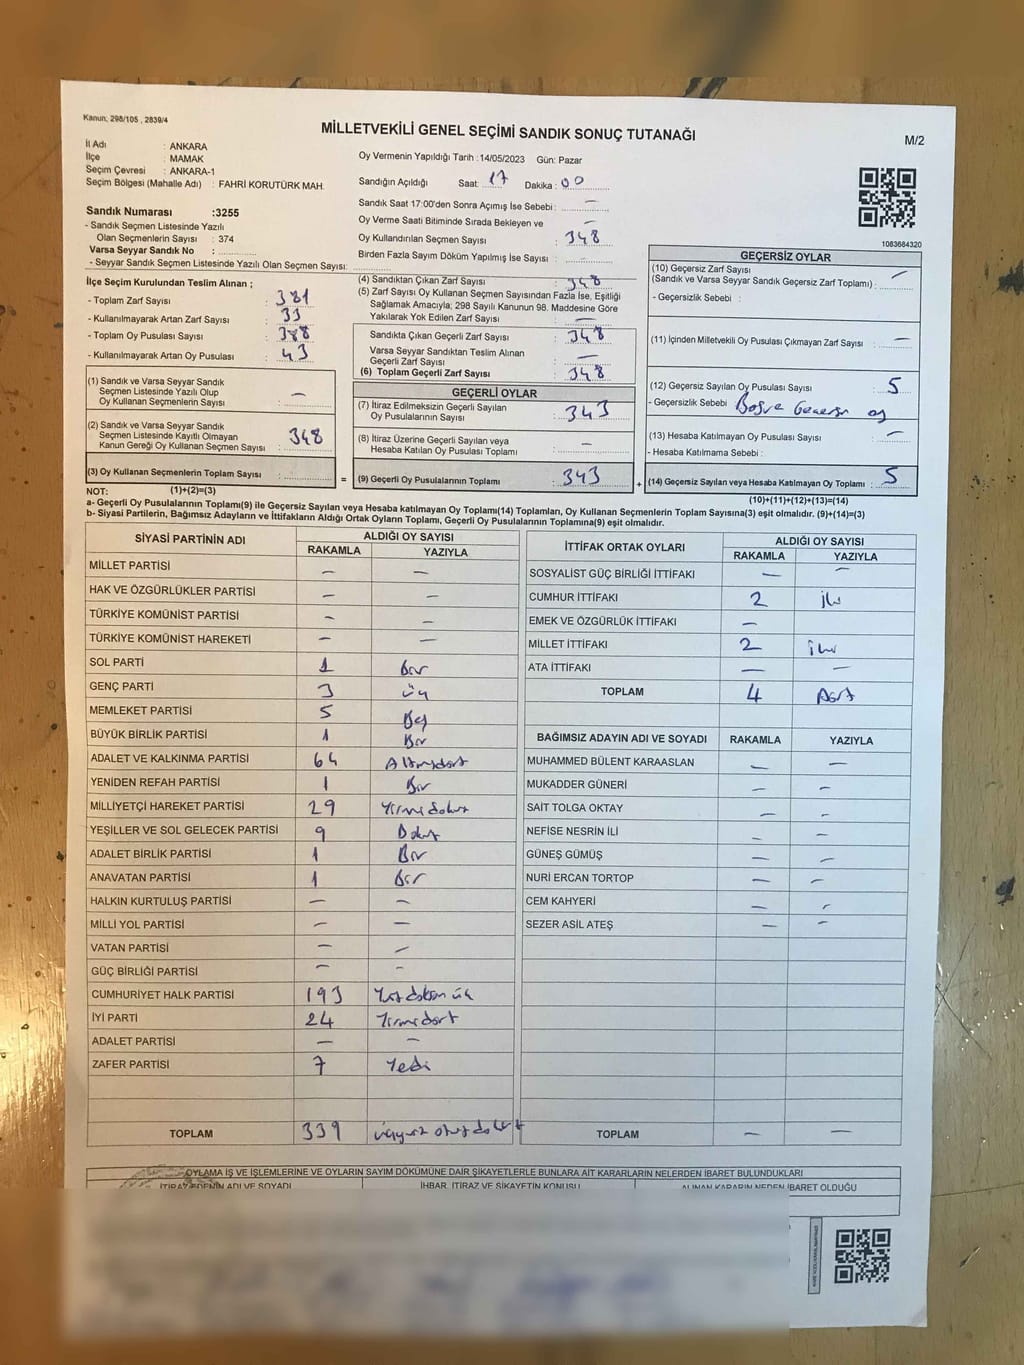 Kanun; 298/105 , 2839/4
MİLLETVEKİLİ GENEL SEÇİMİ SANDIK SONUÇ TUTANAĞI
M/2
İl Adı : ANKARA
İlçe : MAMAK
Seçim Çevresi : ANKARA-1
Seçim Bölgesi (Mahalle Adı) : FAHRİ KORUTÜRK MAH.
Sandık Numarası :3255
- Sandık Seçmen Listesinde Yazılı
Olan Seçmenlerin Sayısı : 374
Varsa Seyyar Sandık No :
- Seyyar Sandık Seçmen Listesinde Yazılı Olan Seçmen Sayısı:
Oy Vermenin Yapıldığı Tarih :14/05/2023 Gün: Pazar
Sandığın Açıldığı Saat: 17 Dakika : 00
Sandık Saat 17:00'den Sonra Açılmış İse Sebebi : —
Oy Verme Saati Bitiminde Sırada Bekleyen ve
Oy Kullandırılan Seçmen Sayısı : 348
Birden Fazla Sayım Döküm Yapılmış İse Sayısı :
1083684320
İlçe Seçim Kurulundan Teslim Alınan ;
- Toplam Zarf Sayısı : 381
- Kullanılmayarak Artan Zarf Sayısı : 33
- Toplam Oy Pusulası Sayısı : 388
- Kullanılmayarak Artan Oy Pusulası : 43
(4) Sandıktan Çıkan Zarf Sayısı : 348
(5) Zarf Sayısı Oy Kullanan Seçmen Sayısından Fazla İse, Eşitliği
Sağlamak Amacıyla; 298 Sayılı Kanunun 98. Maddesine Göre
Yakılarak Yok Edilen Zarf Sayısı : —
Sandıkta Çıkan Geçerli Zarf Sayısı : 348
Varsa Seyyar Sandıktan Teslim Alınan
Geçerli Zarf Sayısı : —
(6) Toplam Geçerli Zarf Sayısı : 348
GEÇERSİZ OYLAR
(10) Geçersiz Zarf Sayısı
(Sandık ve Varsa Seyyar Sandık Geçersiz Zarf Toplamı) : —
- Geçersizlik Sebebi :
(11) İçinden Milletvekili Oy Pusulası Çıkmayan Zarf Sayısı : —
(12) Geçersiz Sayılan Oy Pusulası Sayısı : 5
- Geçersizlik Sebebi
(13) Hesaba Katılmayan Oy Pusulası Sayısı : —
- Hesaba Katılmama Sebebi :
(14) Geçersiz Sayılan veya Hesaba Katılmayan Oy Toplamı : 5
(10)+(11)+(12)+(13)=(14)
(1) Sandık ve Varsa Seyyar Sandık
Seçmen Listesinde Yazılı Olup
Oy Kullanan Seçmenlerin Sayısı : —
(2) Sandık ve Varsa Seyyar Sandık
Seçmen Listesinde Kayıtlı Olmayan
Kanun Gereği Oy Kullanan Seçmen Sayısı : 348
(3) Oy Kullanan Seçmenlerin Toplam Sayısı :
GEÇERLİ OYLAR
(7) İtiraz Edilmeksizin Geçerli Sayılan
Oy Pusulalarının Sayısı : 343
(8) İtiraz Üzerine Geçerli Sayılan veya
Hesaba Katılan Oy Pusulası Toplamı : —
= (9) Geçerli Oy Pusulalarının Toplamı : 343 +
NOT: (1)+(2)=(3)
a- Geçerli Oy Pusulalarının Toplamı(9) ile Geçersiz Sayılan veya Hesaba katılmayan Oy Toplamı(14) Toplamları, Oy Kullanan Seçmenlerin Toplam Sayısına(3) eşit olmalıdır. (9)+(14)=(3)
b- Siyasi Partilerin, Bağımsız Adayların ve İttifakların Aldığı Ortak Oyların Toplamı, Geçerli Oy Pusulalarının Toplamına(9) eşit olmalıdır.
SİYASİ PARTİNİN ADI ALDIĞI OY SAYISI
RAKAMLA YAZIYLA
MİLLET PARTİSİ — —
HAK VE ÖZGÜRLÜKLER PARTİSİ — —
TÜRKİYE KOMÜNİST PARTİSİ — —
TÜRKİYE KOMÜNİST HAREKETİ — —
SOL PARTİ 1 Bir
GENÇ PARTİ 3 üç
MEMLEKET PARTİSİ 5 Beş
BÜYÜK BİRLİK PARTİSİ 1 Bir
ADALET VE KALKINMA PARTİSİ 64 Altmışdört
YENİDEN REFAH PARTİSİ 1 Bir
MİLLİYETÇİ HAREKET PARTİSİ 29 Yirmidokuz
YEŞİLLER VE SOL GELECEK PARTİSİ 9 Dokuz
ADALET BİRLİK PARTİSİ 1 Bir
ANAVATAN PARTİSİ 1 Bir
HALKIN KURTULUŞ PARTİSİ — —
MİLLİ YOL PARTİSİ — —
VATAN PARTİSİ — —
GÜÇ BİRLİĞİ PARTİSİ — —
CUMHURİYET HALK PARTİSİ 193 Yüzdoksanüç
İYİ PARTİ 24 Yirmidört
ADALET PARTİSİ — —
ZAFER PARTİSİ 7 Yedi
TOPLAM 339 üçyüz otuzdokuz
İTTİFAK ORTAK OYLARI ALDIĞI OY SAYISI
RAKAMLA YAZIYLA
SOSYALİST GÜÇ BİRLİĞİ İTTİFAKI — —
CUMHUR İTTİFAKI 2 iki
EMEK VE ÖZGÜRLÜK İTTİFAKI —
MİLLET İTTİFAKI 2 iki
ATA İTTİFAKI — —
TOPLAM 4 Dört
BAĞIMSIZ ADAYIN ADI VE SOYADI RAKAMLA YAZIYLA
MUHAMMED BÜLENT KARAASLAN — —
MUKADDER GÜNERİ — —
SAİT TOLGA OKTAY — —
NEFİSE NESRİN İLİ — —
GÜNEŞ GÜMÜŞ — —
NURİ ERCAN TORTOP — —
CEM KAHYERİ — —
SEZER ASİL ATEŞ — —
TOPLAM — —
OYLAMA İŞ VE İŞLEMLERİNE VE OYLARIN SAYIM DÖKÜMÜNE DAİR ŞİKAYETLERLE BUNLARA AİT KARARLARIN NELERDEN İBARET BULUNDUKLARI
İTİRAZ EDENİN ADI VE SOYADI İHBAR, İTİRAZ VE ŞİKAYETİN KONUSU ALINAN KARARIN NEDEN İBARET OLDUĞU